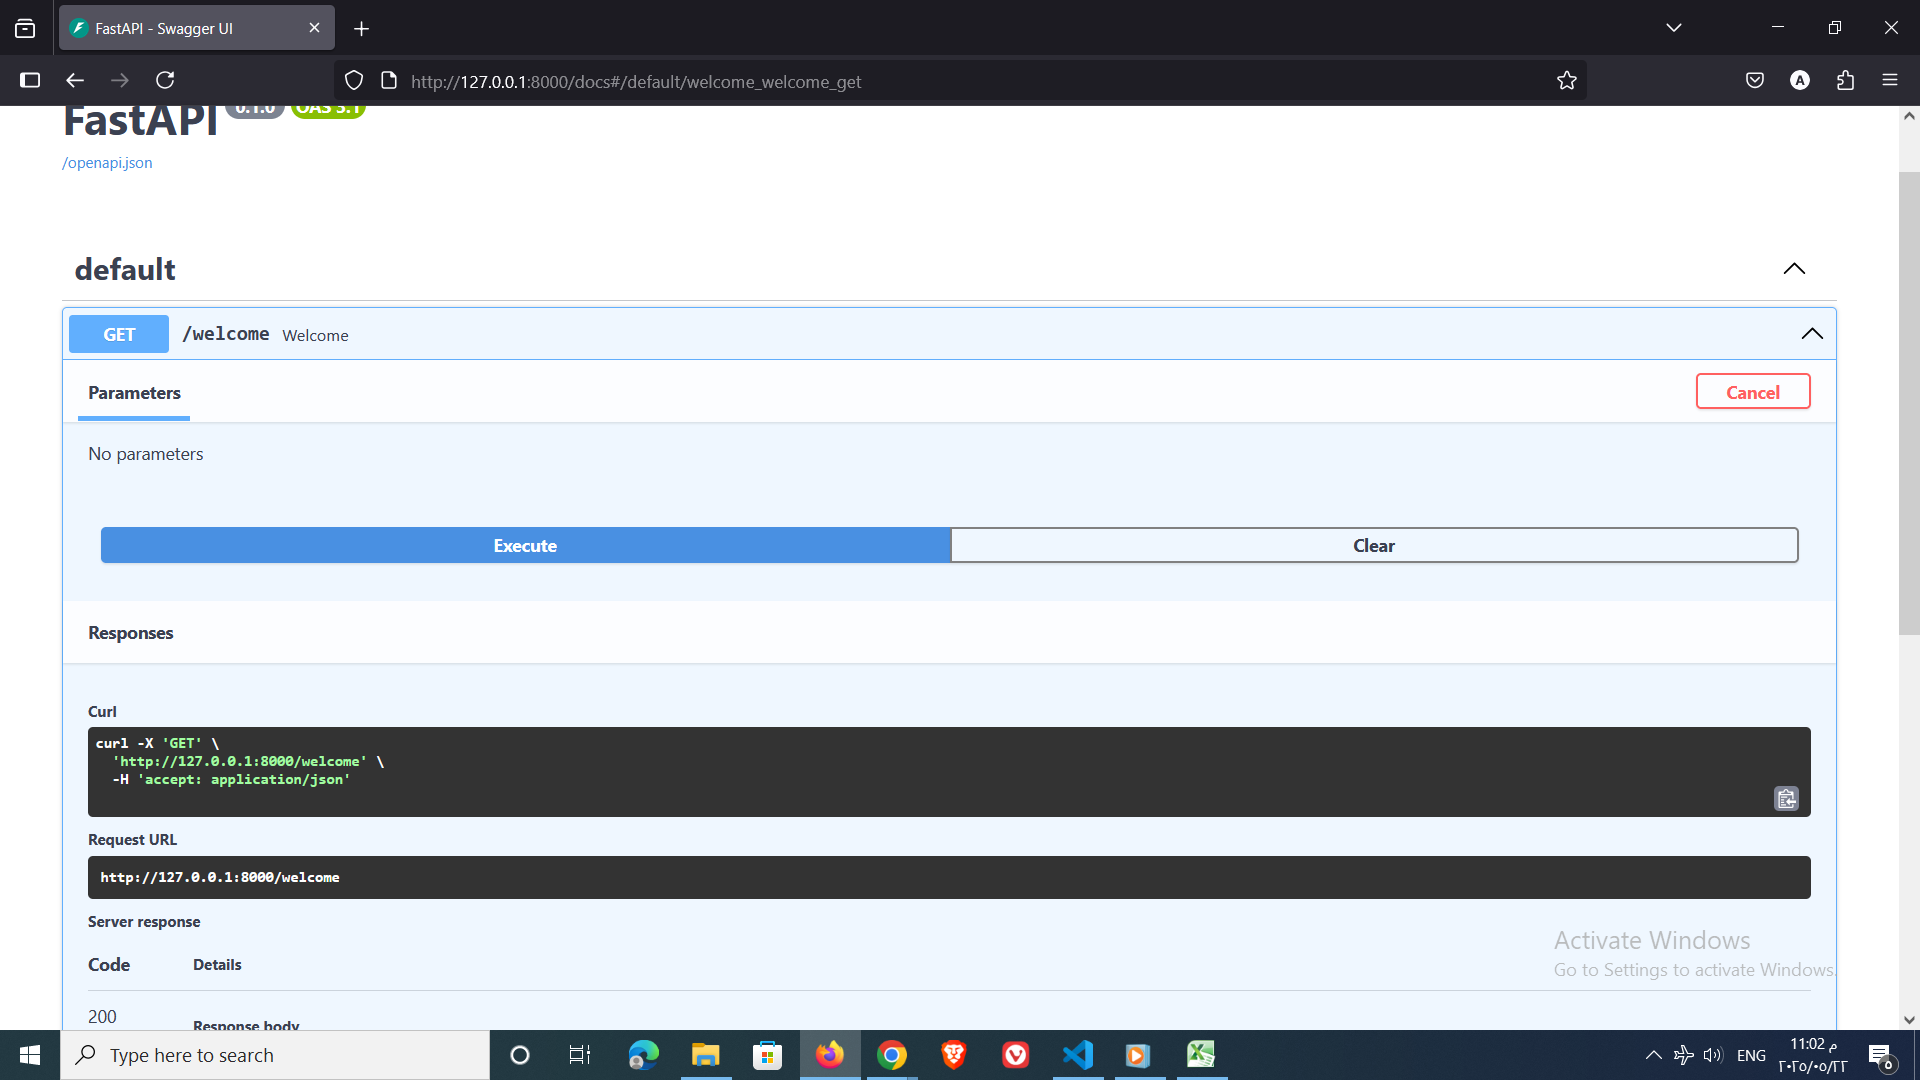 FastAPI - Swagger UI
http://127.0.0.1:8000/docs#/default/welcome_welcome_get
FastAPI 0.1.0 OAS 3.1
/openapi.json
default
GET /welcome Welcome
Parameters
Cancel
No parameters
Execute
Clear
Responses
Curl
curl -X 'GET' \
'http://127.0.0.1:8000/welcome' \
-H 'accept: application/json'
Request URL
http://127.0.0.1:8000/welcome
Server response
Code Details
200
Response body
Activate Windows
Go to Settings to activate Windows.
Type here to search
ENG
11:02 م
٢٠٢٥/٠٥/٢٢
٥